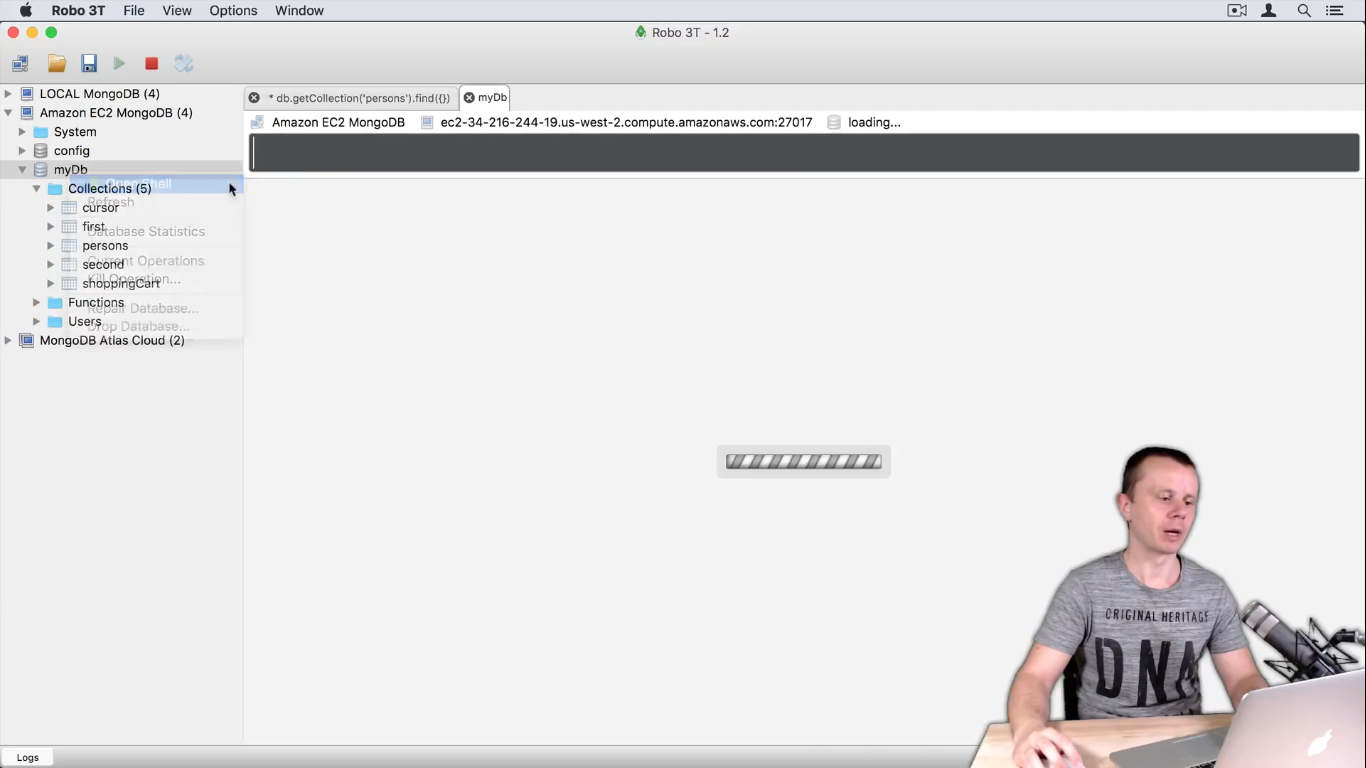 Robo 3T File View Options Window
Robo 3T - 1.2
LOCAL MongoDB (4)
Amazon EC2 MongoDB (4)
System
config
myDb
Collections (5)
cursor
first
persons
second
shoppingCart
Functions
Users
MongoDB Atlas Cloud (2)
Open Shell
Refresh
Database Statistics
Current Operations
Kill Operation...
Repair Database...
Drop Database...
* db.getCollection('persons').find({}) myDb
Amazon EC2 MongoDB ec2-34-216-244-19.us-west-2.compute.amazonaws.com:27017 loading...
ORIGINAL HERITAGE
DNA
Logs